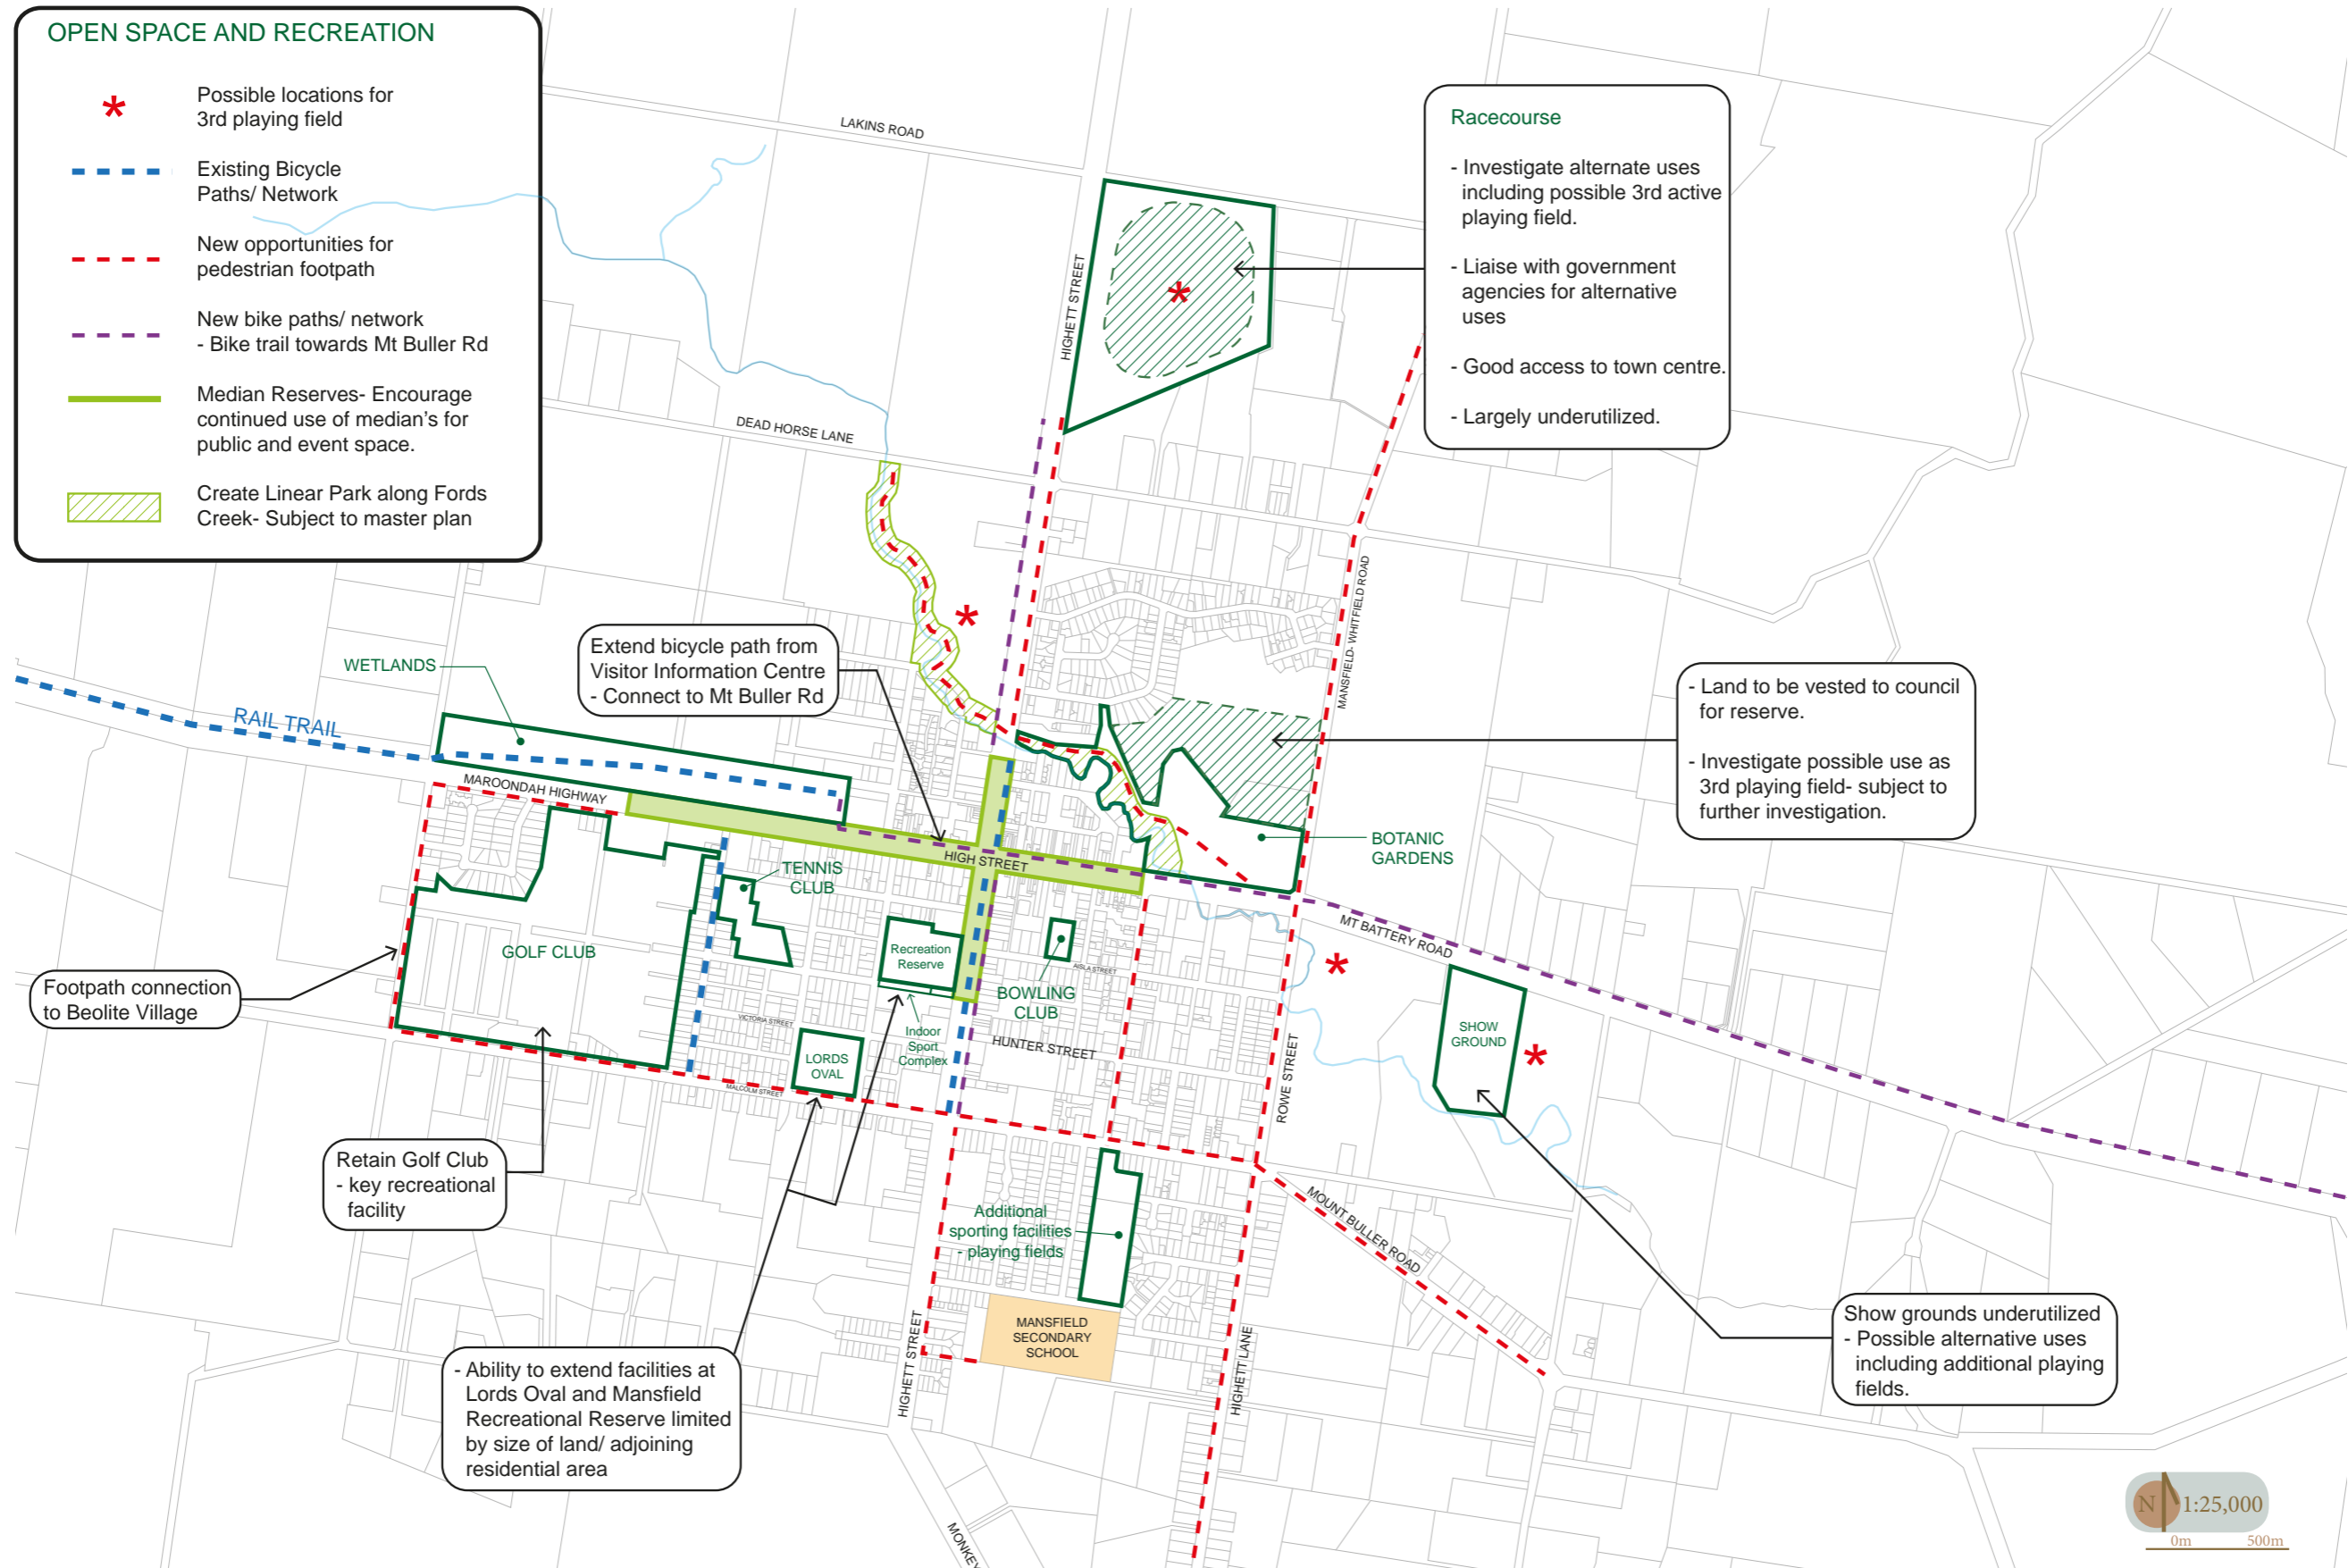 OPEN SPACE AND RECREATION
Possible locations for
3rd playing field
Existing Bicycle
Paths/ Network
New opportunities for
pedestrian footpath
New bike paths/ network
- Bike trail towards Mt Buller Rd
Median Reserves- Encourage
continued use of median's for
public and event space.
Create Linear Park along Fords
Creek- Subject to master plan
LAKINS ROAD
Racecourse
- Investigate alternate uses
including possible 3rd active
playing field.
- Liaise with government
agencies for alternative
uses
- Good access to town centre.
- Largely underutilized.
HIGHETT STREET
DEAD HORSE LANE
MANSFIELD- WHITFIELD ROAD
Extend bicycle path from
Visitor Information Centre
- Connect to Mt Buller Rd
WETLANDS
RAIL TRAIL
- Land to be vested to council
for reserve.
- Investigate possible use as
3rd playing field- subject to
further investigation.
MAROONDAH HIGHWAY
HIGH STREET
BOTANIC
GARDENS
TENNIS
CLUB
MT BATTERY ROAD
GOLF CLUB
Recreation
Reserve
AISLA STREET
BOWLING
CLUB
Footpath connection
to Beolite Village
VICTORIA STREET
Indoor
Sport
Complex
HUNTER STREET
SHOW
GROUND
LORDS
OVAL
MALCOLM STREET
ROWE STREET
Retain Golf Club
- key recreational
facility
Additional
sporting facilities
- playing fields
MOUNT BULLER ROAD
MANSFIELD
SECONDARY
SCHOOL
HIGHETT STREET
HIGHETT LANE
Show grounds underutilized
- Possible alternative uses
including additional playing
fields.
- Ability to extend facilities at
Lords Oval and Mansfield
Recreational Reserve limited
by size of land/ adjoining
residential area
MONKEY
N 1:25,000
0m 500m